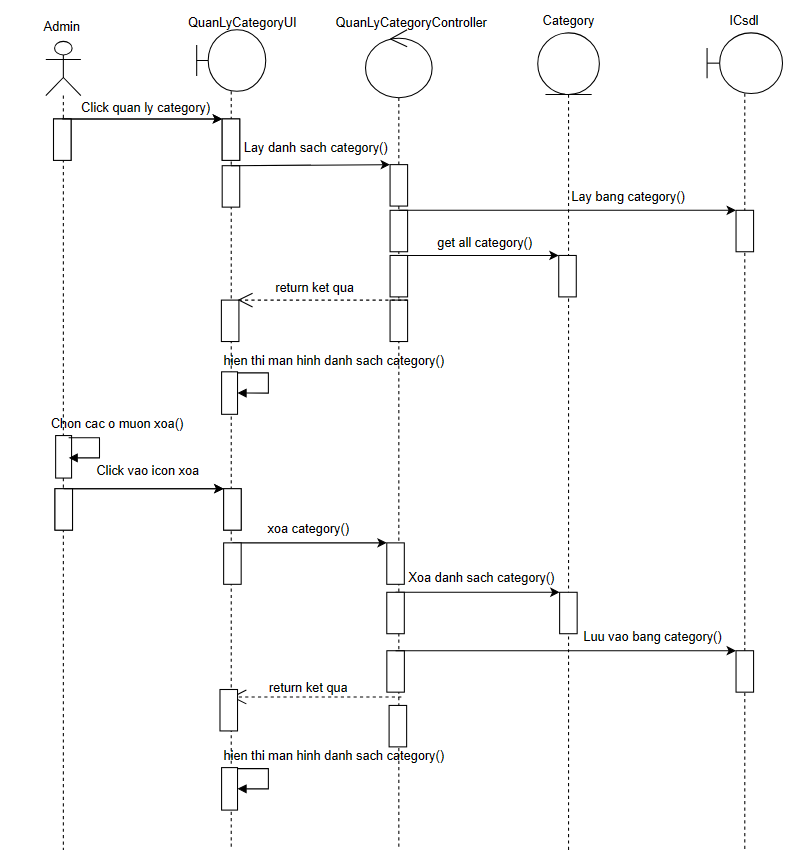 Admin
QuanLyCategoryUI
QuanLyCategoryController
Category
ICsdl
Click quan ly category)
Lay danh sach category()
Lay bang category()
get all category()
return ket qua
hien thi man hinh danh sach category()
Chon cac o muon xoa()
Click vao icon xoa
xoa category()
Xoa danh sach category()
Luu vao bang category()
return ket qua
hien thi man hinh danh sach category()